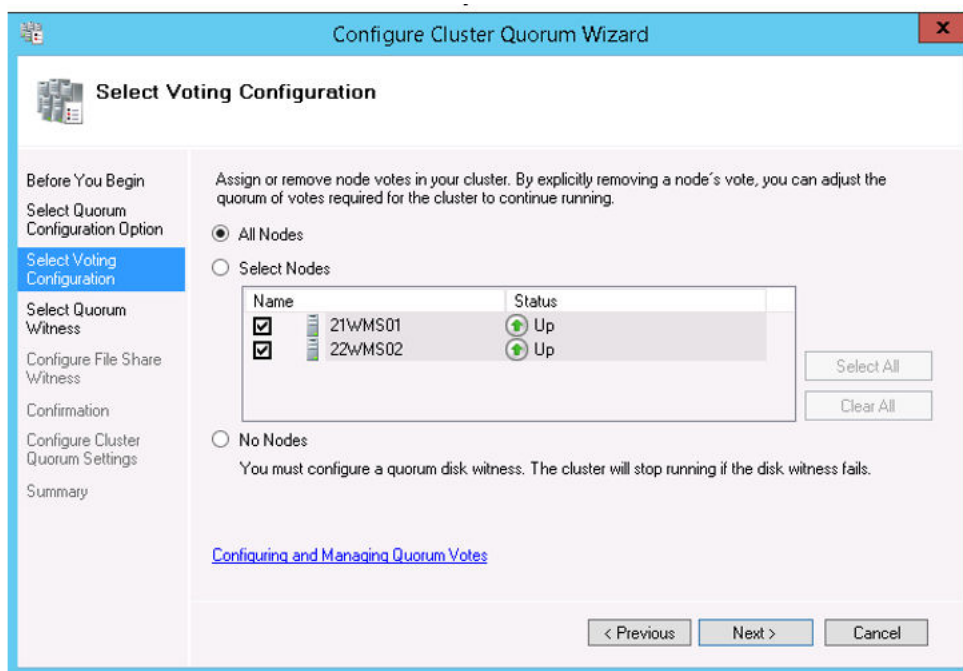 Configure Cluster Quorum Wizard
x
Select Voting Configuration
Before You Begin
Select Quorum
Configuration Option
Select Voting
Configuration
Select Quorum
Witness
Configure File Share
Witness
Confirmation
Configure Cluster
Quorum Settings
Summary
Assign or remove node votes in your cluster. By explicitly removing a node's vote, you can adjust the
quorum of votes required for the cluster to continue running.
All Nodes
Select Nodes
Name Status
21WMS01 Up
22WMS02 Up
Select All
Clear All
No Nodes
You must configure a quorum disk witness. The cluster will stop running if the disk witness fails.
Configuring and Managing Quorum Votes
< Previous Next > Cancel